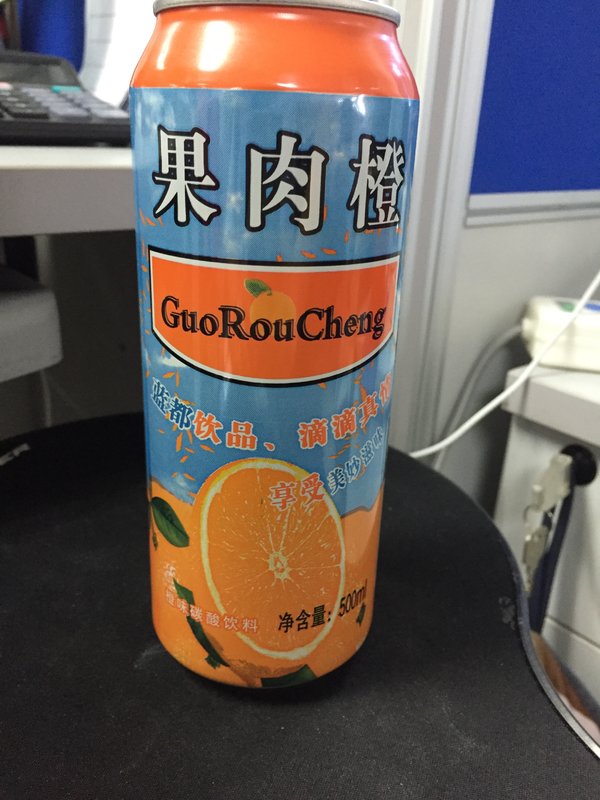 果肉橙
GuoRouCheng
蓝都饮品、滴滴真情
享受美妙滋味
橙味碳酸饮料
净含量：500ml